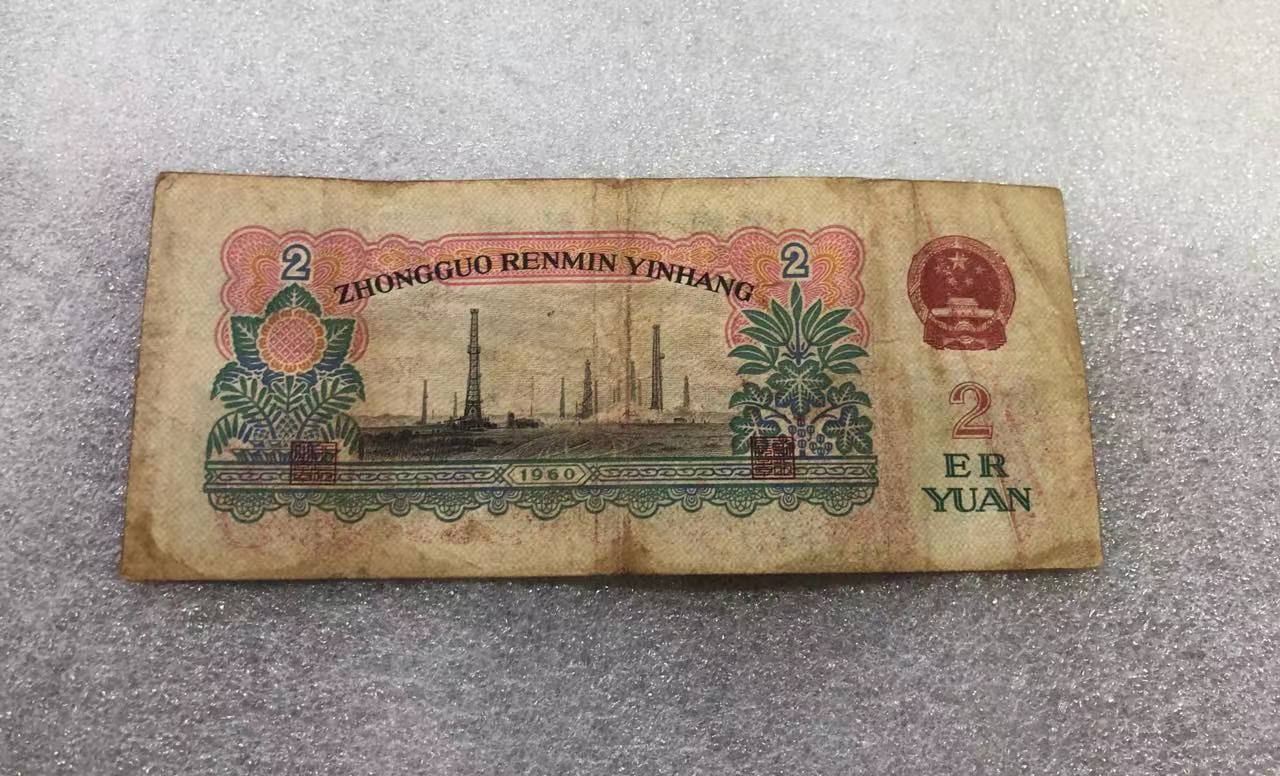 2 2
ZHONGGUO RENMIN YINHANG
1960
2
ER
YUAN